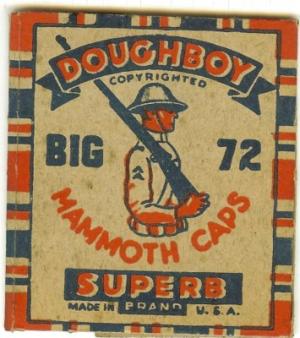 DOUGHBOY
COPYRIGHTED
BIG 72
MAMMOTH CAPS
SUPERB
MADE IN BRAND U.S.A.